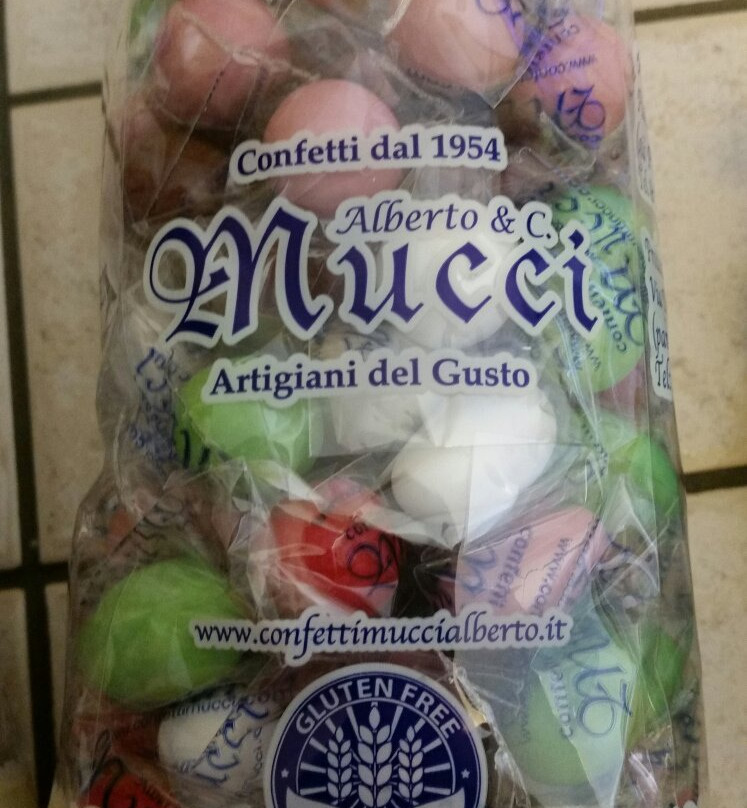 Confetti dal 1954
Alberto & C.
Mucci
Artigiani del Gusto
www.confettimuccialberto.it
GLUTEN FREE